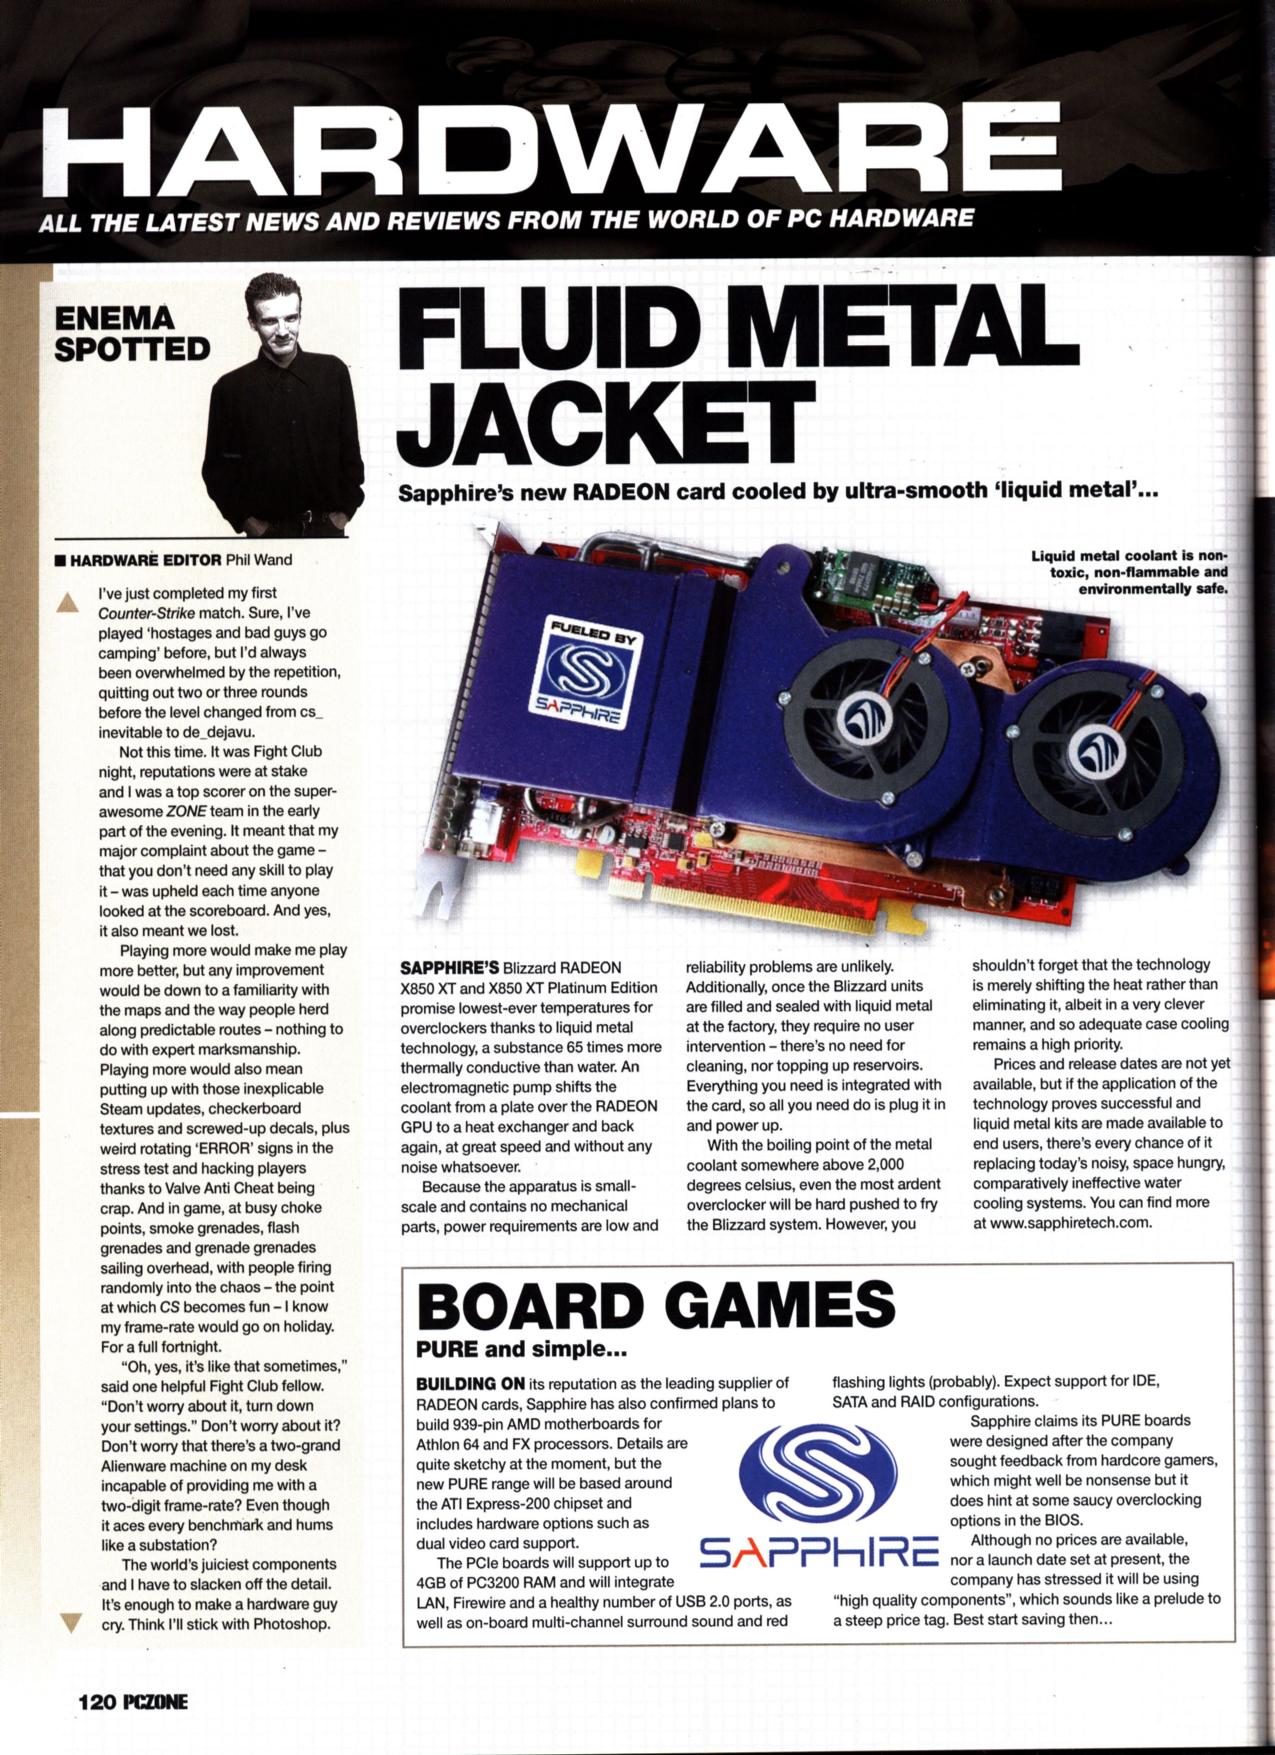 HARDWARE
ALL THE LATEST NEWS AND REVIEWS FROM THE WORLD OF PC HARDWARE
ENEMA
SPOTTED
■ HARDWARE EDITOR Phil Wand
I've just completed my first
Counter-Strike match. Sure, I've
played 'hostages and bad guys go
camping' before, but I'd always
been overwhelmed by the repetition,
quitting out two or three rounds
before the level changed from cs_
inevitable to de_dejavu.
Not this time. It was Fight Club
night, reputations were at stake
and I was a top scorer on the super-
awesome ZONE team in the early
part of the evening. It meant that my
major complaint about the game –
that you don't need any skill to play
it – was upheld each time anyone
looked at the scoreboard. And yes,
it also meant we lost.
Playing more would make me play
more better, but any improvement
would be down to a familiarity with
the maps and the way people herd
along predictable routes – nothing to
do with expert marksmanship.
Playing more would also mean
putting up with those inexplicable
Steam updates, checkerboard
textures and screwed-up decals, plus
weird rotating 'ERROR' signs in the
stress test and hacking players
thanks to Valve Anti Cheat being
crap. And in game, at busy choke
points, smoke grenades, flash
grenades and grenade grenades
sailing overhead, with people firing
randomly into the chaos – the point
at which CS becomes fun – I know
my frame-rate would go on holiday.
For a full fortnight.
"Oh, yes, it's like that sometimes,"
said one helpful Fight Club fellow.
"Don't worry about it, turn down
your settings." Don't worry about it?
Don't worry that there's a two-grand
Alienware machine on my desk
incapable of providing me with a
two-digit frame-rate? Even though
it aces every benchmark and hums
like a substation?
The world's juiciest components
and I have to slacken off the detail.
It's enough to make a hardware guy
cry. Think I'll stick with Photoshop.
FLUID METAL
JACKET
Sapphire's new RADEON card cooled by ultra-smooth 'liquid metal'...
Liquid metal coolant is non-
toxic, non-flammable and
environmentally safe.
FUELED BY
SAPPHIRE
SAPPHIRE'S Blizzard RADEON
X850 XT and X850 XT Platinum Edition
promise lowest-ever temperatures for
overclockers thanks to liquid metal
technology, a substance 65 times more
thermally conductive than water. An
electromagnetic pump shifts the
coolant from a plate over the RADEON
GPU to a heat exchanger and back
again, at great speed and without any
noise whatsoever.
Because the apparatus is small-
scale and contains no mechanical
parts, power requirements are low and
reliability problems are unlikely.
Additionally, once the Blizzard units
are filled and sealed with liquid metal
at the factory, they require no user
intervention – there's no need for
cleaning, nor topping up reservoirs.
Everything you need is integrated with
the card, so all you need do is plug it in
and power up.
With the boiling point of the metal
coolant somewhere above 2,000
degrees celsius, even the most ardent
overclocker will be hard pushed to fry
the Blizzard system. However, you
shouldn't forget that the technology
is merely shifting the heat rather than
eliminating it, albeit in a very clever
manner, and so adequate case cooling
remains a high priority.
Prices and release dates are not yet
available, but if the application of the
technology proves successful and
liquid metal kits are made available to
end users, there's every chance of it
replacing today's noisy, space hungry,
comparatively ineffective water
cooling systems. You can find more
at www.sapphiretech.com.
BOARD GAMES
PURE and simple...
BUILDING ON its reputation as the leading supplier of
RADEON cards, Sapphire has also confirmed plans to
build 939-pin AMD motherboards for
Athlon 64 and FX processors. Details are
quite sketchy at the moment, but the
new PURE range will be based around
the ATI Express-200 chipset and
includes hardware options such as
dual video card support.
The PCIe boards will support up to
4GB of PC3200 RAM and will integrate
LAN, Firewire and a healthy number of USB 2.0 ports, as
well as on-board multi-channel surround sound and red
flashing lights (probably). Expect support for IDE,
SATA and RAID configurations.
Sapphire claims its PURE boards
were designed after the company
sought feedback from hardcore gamers,
which might well be nonsense but it
does hint at some saucy overclocking
options in the BIOS.
Although no prices are available,
nor a launch date set at present, the
company has stressed it will be using
"high quality components", which sounds like a prelude to
a steep price tag. Best start saving then...
SAPPHIRE
120 PCZONE